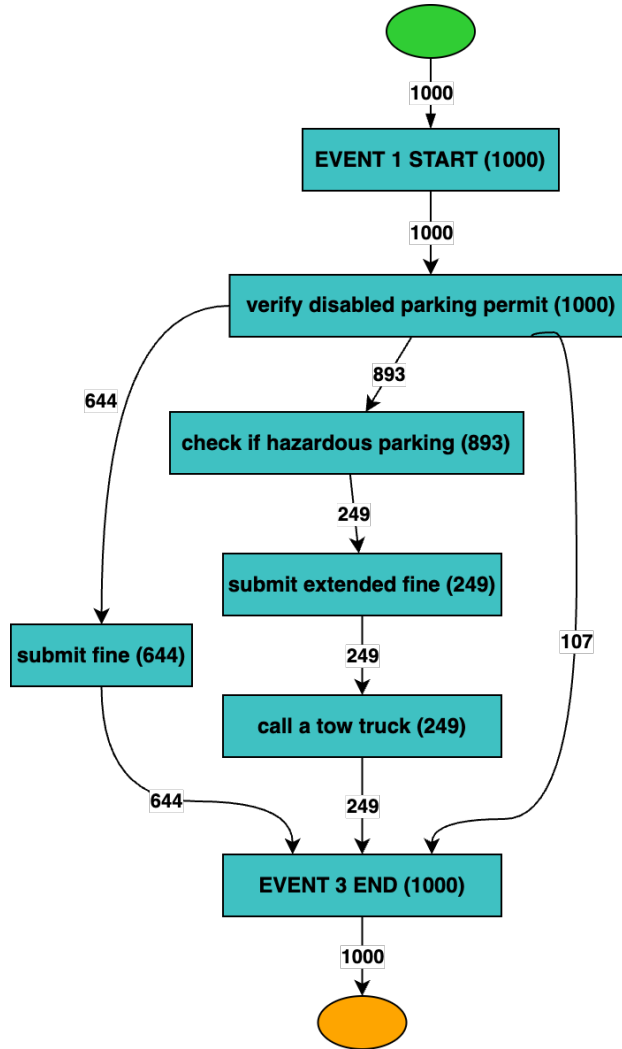 1000
EVENT 1 START (1000)
1000
verify disabled parking permit (1000)
893
644
check if hazardous parking (893)
249
submit extended fine (249)
submit fine (644)
107
249
call a tow truck (249)
644
249
EVENT 3 END (1000)
1000